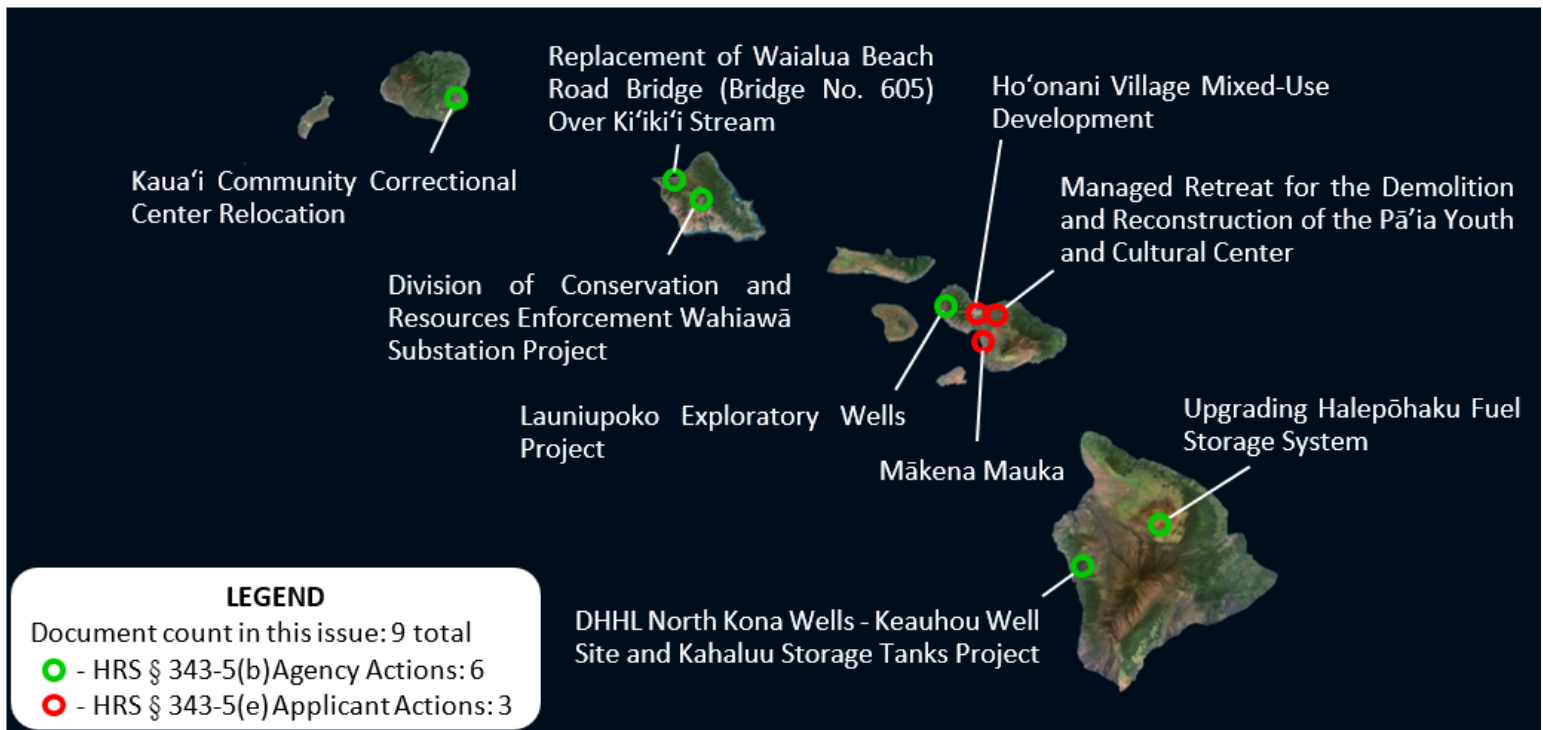 Kauaʻi Community Correctional
Center Relocation
Replacement of Waialua Beach
Road Bridge (Bridge No. 605)
Over Kiʻikiʻi Stream
Division of Conservation and
Resources Enforcement Wahiawā
Substation Project
Hoʻonani Village Mixed-Use
Development
Managed Retreat for the Demolition
and Reconstruction of the Pā’ia Youth
and Cultural Center
Launiupoko Exploratory Wells
Project
Mākena Mauka
Upgrading Halepōhaku Fuel
Storage System
DHHL North Kona Wells - Keauhou Well
Site and Kahaluu Storage Tanks Project
LEGEND
Document count in this issue: 9 total
- HRS § 343-5(b) Agency Actions: 6
- HRS § 343-5(e) Applicant Actions: 3